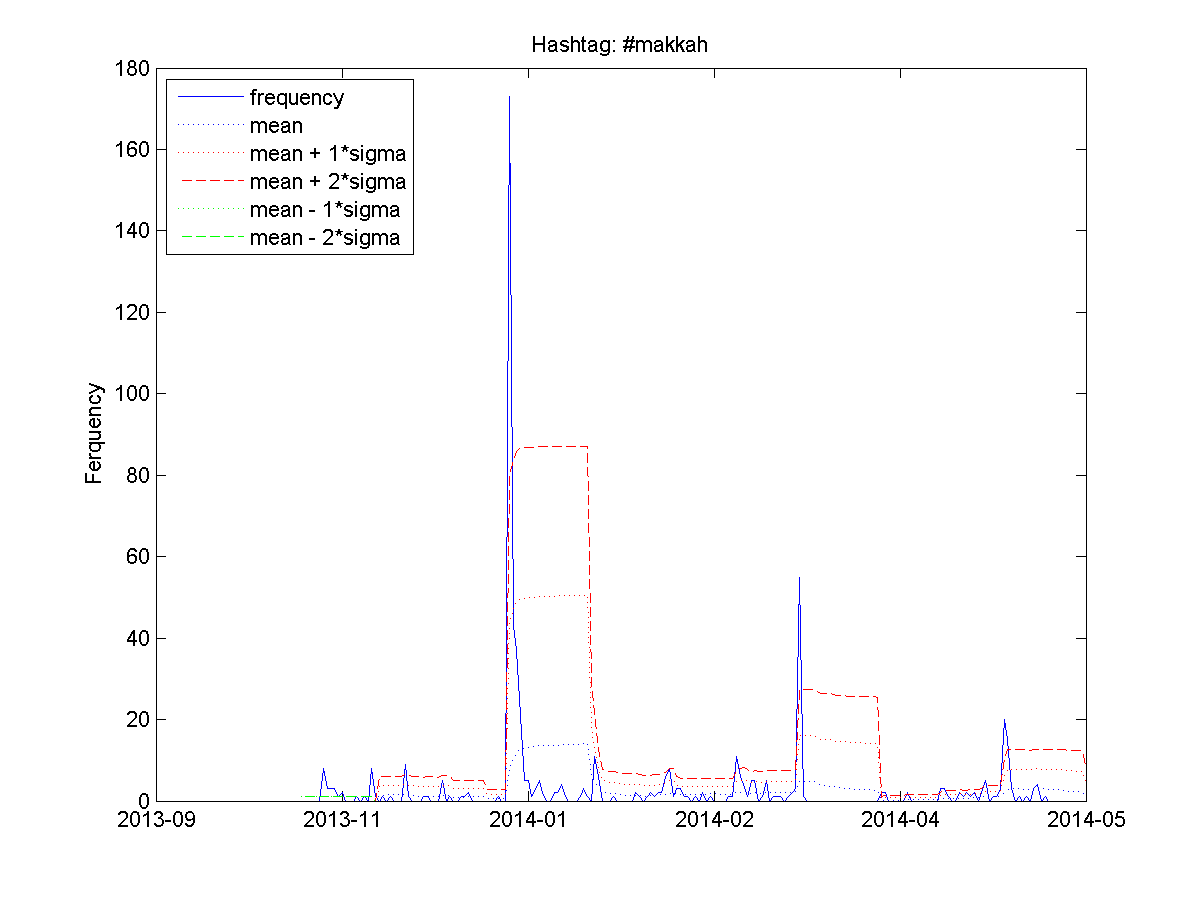 Hashtag: #makkah
180
160
140
120
100
80
60
40
20
0
Ferquency
frequency
mean
mean + 1*sigma
mean + 2*sigma
mean - 1*sigma
mean - 2*sigma
2013-09 2013-11 2014-01 2014-02 2014-04 2014-05